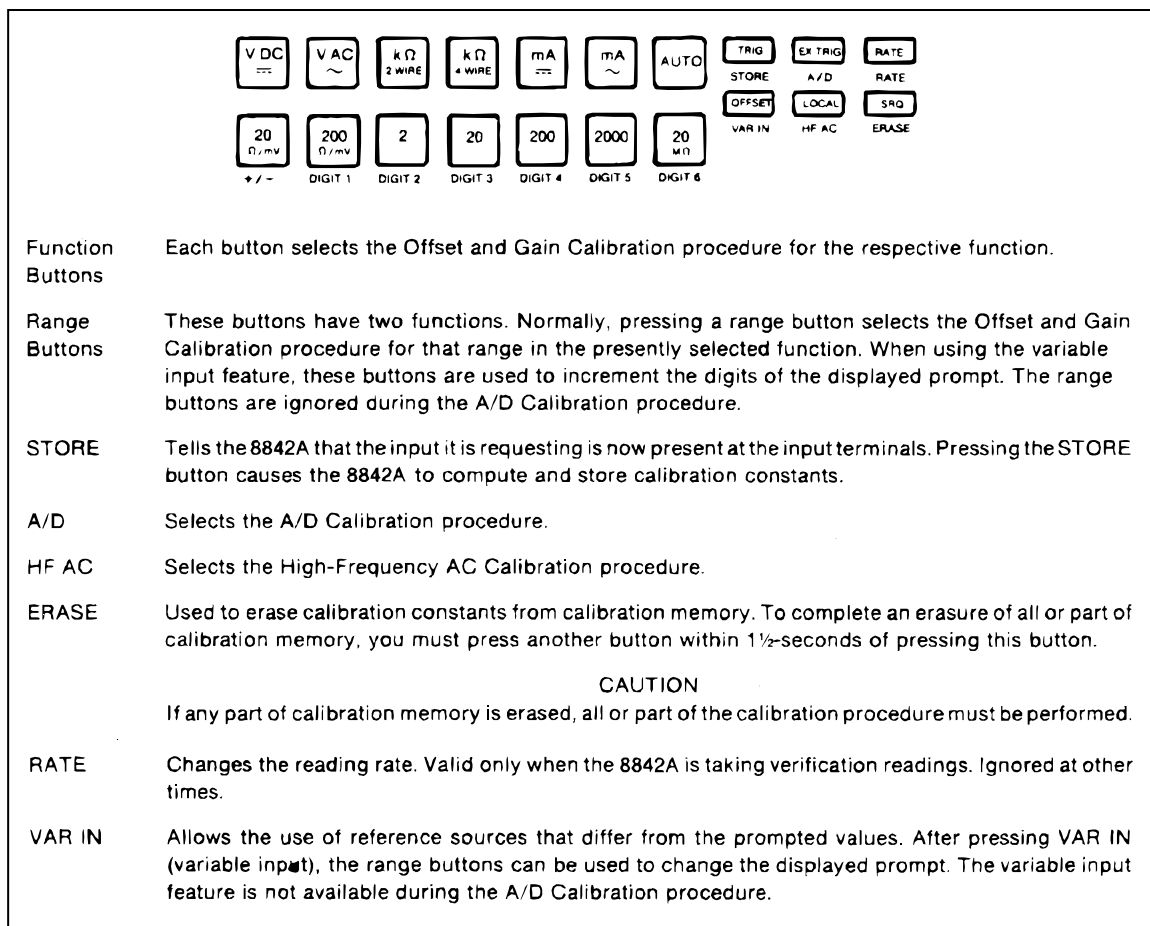 V DC V AC kΩ kΩ mA mA AUTO TRIG EX TRIG RATE
⎓ ~ 2 WIRE 4 WIRE ⎓ ~ STORE A/D RATE
OFFSET LOCAL SRQ
20 200 2 20 200 2000 20 VAR IN HF AC ERASE
Ω/mV Ω/mV MΩ
+/- DIGIT 1 DIGIT 2 DIGIT 3 DIGIT 4 DIGIT 5 DIGIT 6
Function Each button selects the Offset and Gain Calibration procedure for the respective function.
Buttons
Range These buttons have two functions. Normally, pressing a range button selects the Offset and Gain
Buttons Calibration procedure for that range in the presently selected function. When using the variable
input feature, these buttons are used to increment the digits of the displayed prompt. The range
buttons are ignored during the A/D Calibration procedure.
STORE Tells the 8842A that the input it is requesting is now present at the input terminals. Pressing the STORE
button causes the 8842A to compute and store calibration constants.
A/D Selects the A/D Calibration procedure.
HF AC Selects the High-Frequency AC Calibration procedure.
ERASE Used to erase calibration constants from calibration memory. To complete an erasure of all or part of
calibration memory, you must press another button within 1½-seconds of pressing this button.
CAUTION
If any part of calibration memory is erased, all or part of the calibration procedure must be performed.
RATE Changes the reading rate. Valid only when the 8842A is taking verification readings. Ignored at other
times.
VAR IN Allows the use of reference sources that differ from the prompted values. After pressing VAR IN
(variable input), the range buttons can be used to change the displayed prompt. The variable input
feature is not available during the A/D Calibration procedure.